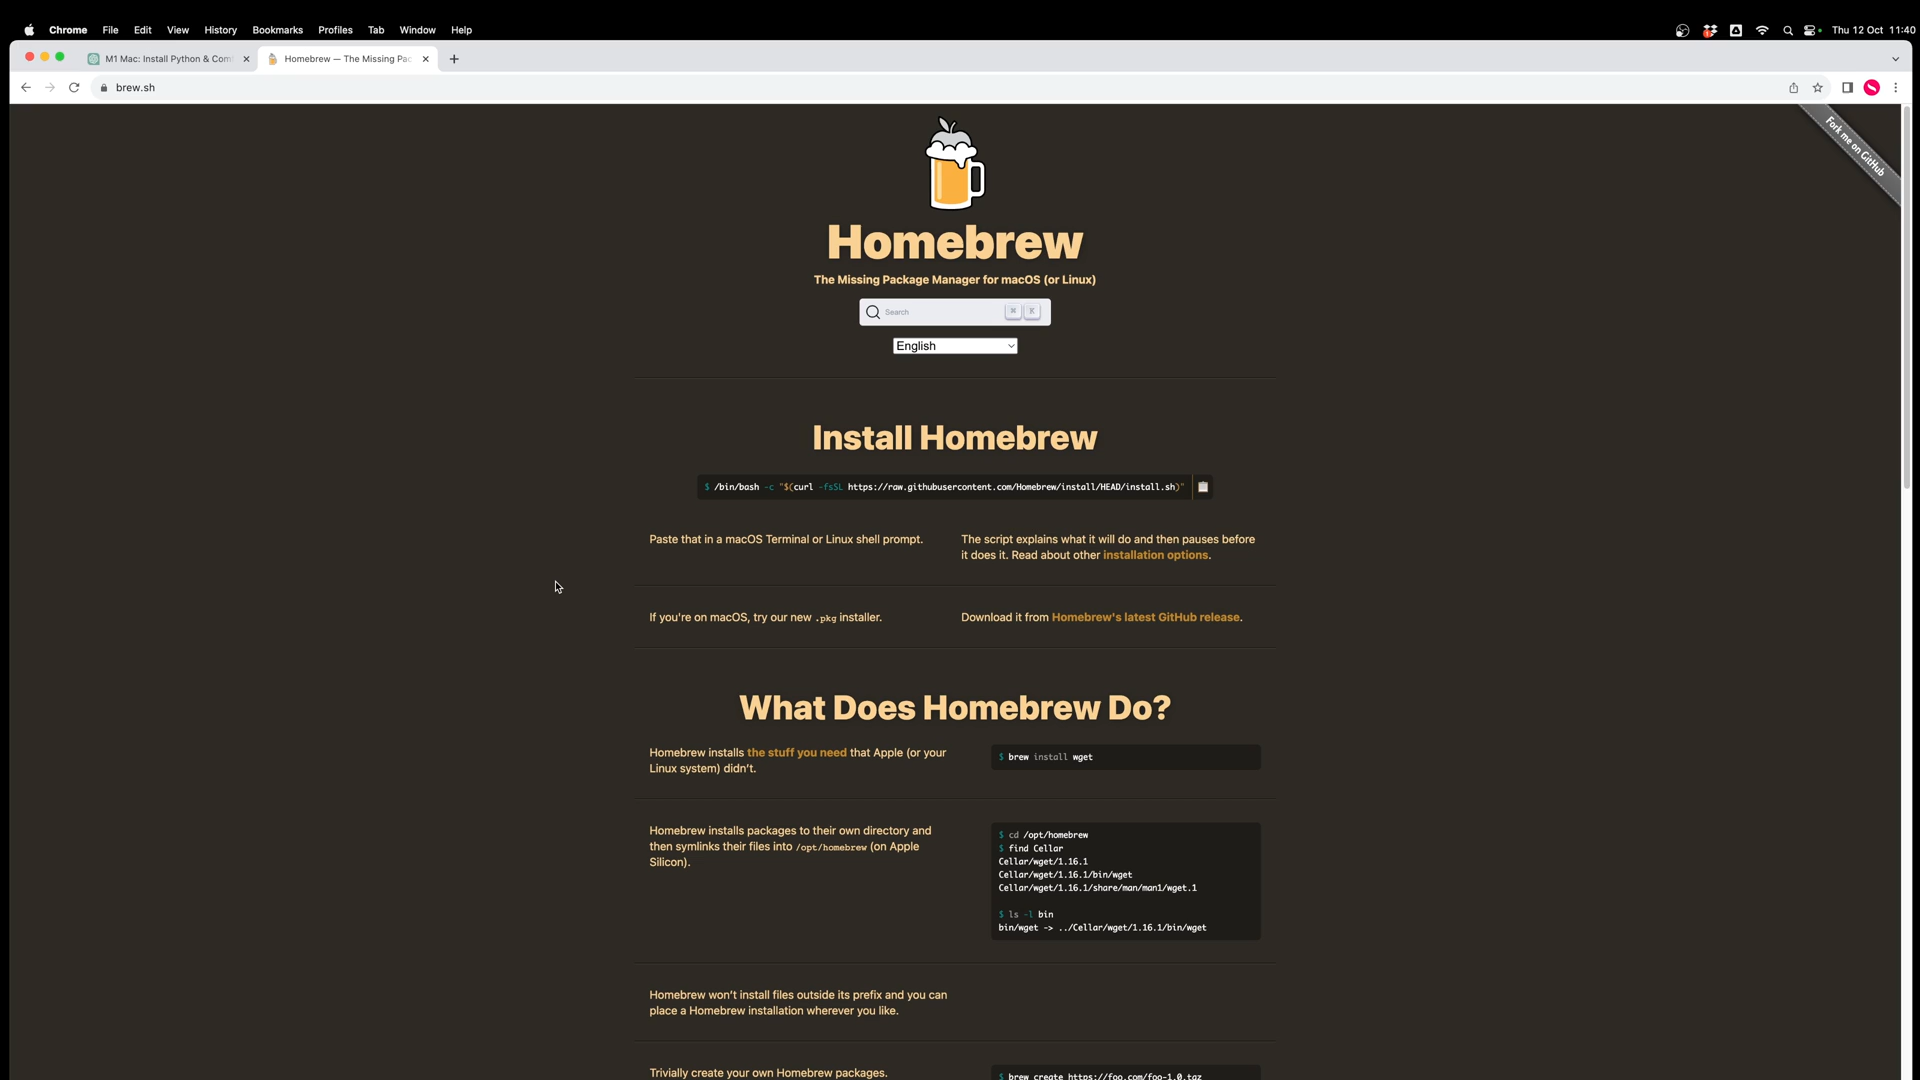 Chrome File Edit View History Bookmarks Profiles Tab Window Help
Thu 12 Oct 11:40
M1 Mac: Install Python & Com
Homebrew — The Missing Pac
brew.sh
Fork me on GitHub
Homebrew
The Missing Package Manager for macOS (or Linux)
Search ⌘ K
English
Install Homebrew
$ /bin/bash -c "$(curl -fsSL https://raw.githubusercontent.com/Homebrew/install/HEAD/install.sh)"
Paste that in a macOS Terminal or Linux shell prompt.
The script explains what it will do and then pauses before
it does it. Read about other installation options.
If you're on macOS, try our new .pkg installer.
Download it from Homebrew's latest GitHub release.
What Does Homebrew Do?
Homebrew installs the stuff you need that Apple (or your
Linux system) didn't.
$ brew install wget
Homebrew installs packages to their own directory and
then symlinks their files into /opt/homebrew (on Apple
Silicon).
$ cd /opt/homebrew
$ find Cellar
Cellar/wget/1.16.1
Cellar/wget/1.16.1/bin/wget
Cellar/wget/1.16.1/share/man/man1/wget.1
$ ls -l bin
bin/wget -> ../Cellar/wget/1.16.1/bin/wget
Homebrew won't install files outside its prefix and you can
place a Homebrew installation wherever you like.
Trivially create your own Homebrew packages.
$ brew create https://foo.com/foo-1.0.tgz